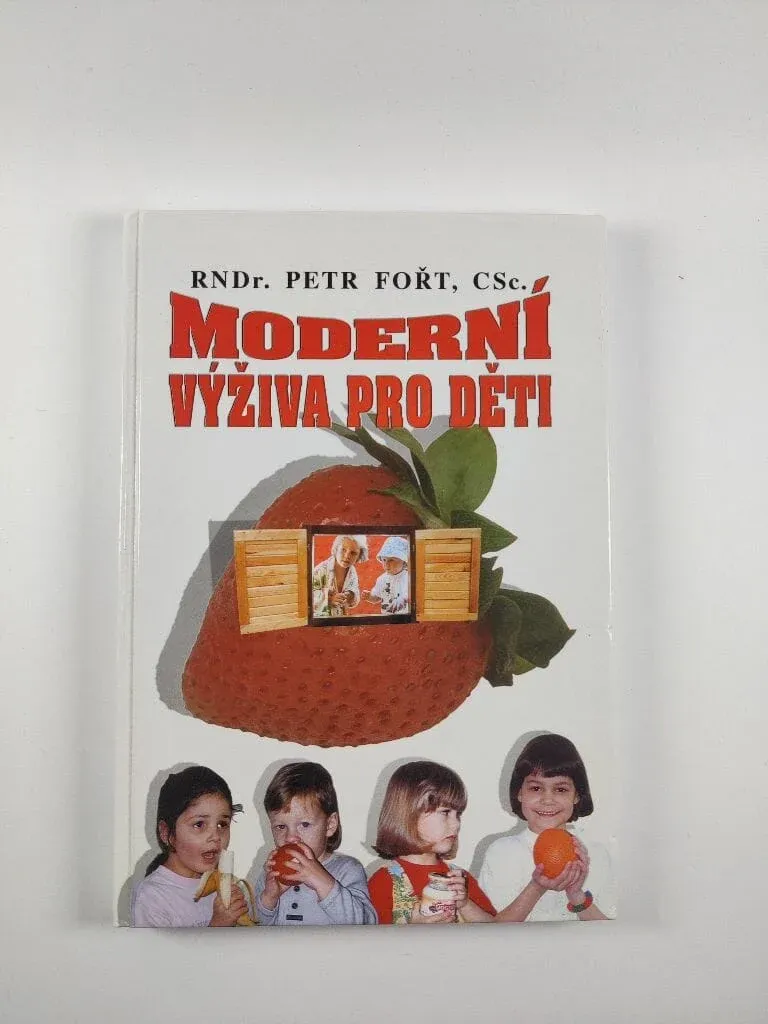 RNDr. PETR FOŘT, CSc.
MODERNÍ
VÝŽIVA PRO DĚTI